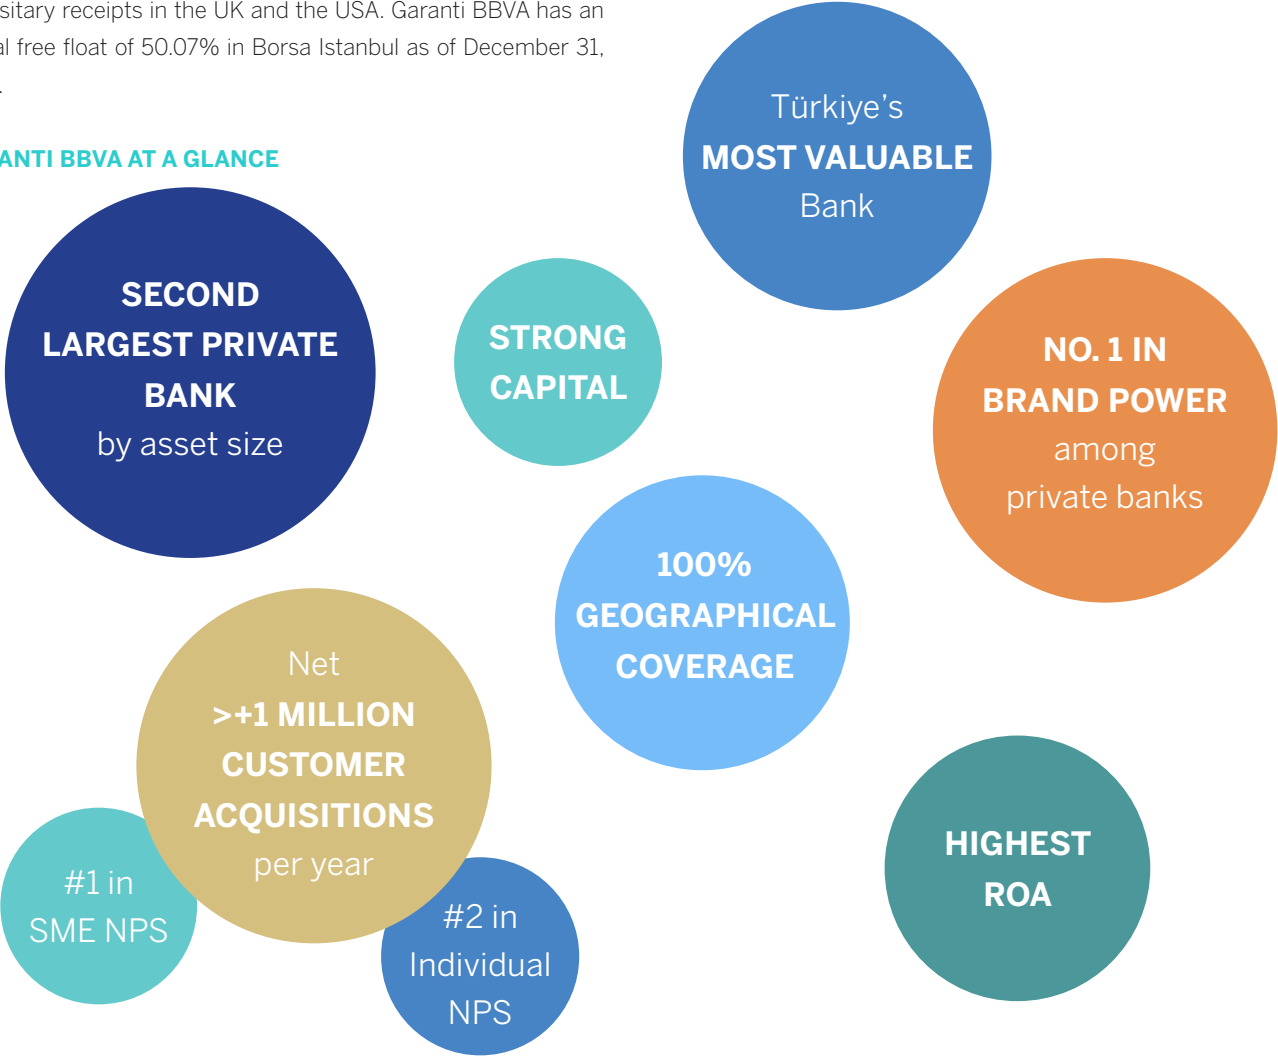 sitary receipts in the UK and the USA. Garanti BBVA has an
al free float of 50.07% in Borsa Istanbul as of December 31,
.
ANTI BBVA AT A GLANCE
Türkiye's
MOST VALUABLE
Bank
SECOND
LARGEST PRIVATE
BANK
by asset size
STRONG
CAPITAL
NO. 1 IN
BRAND POWER
among
private banks
100%
GEOGRAPHICAL
COVERAGE
Net
>+1 MILLION
CUSTOMER
ACQUISITIONS
per year
#1 in
SME NPS
#2 in
Individual
NPS
HIGHEST
ROA